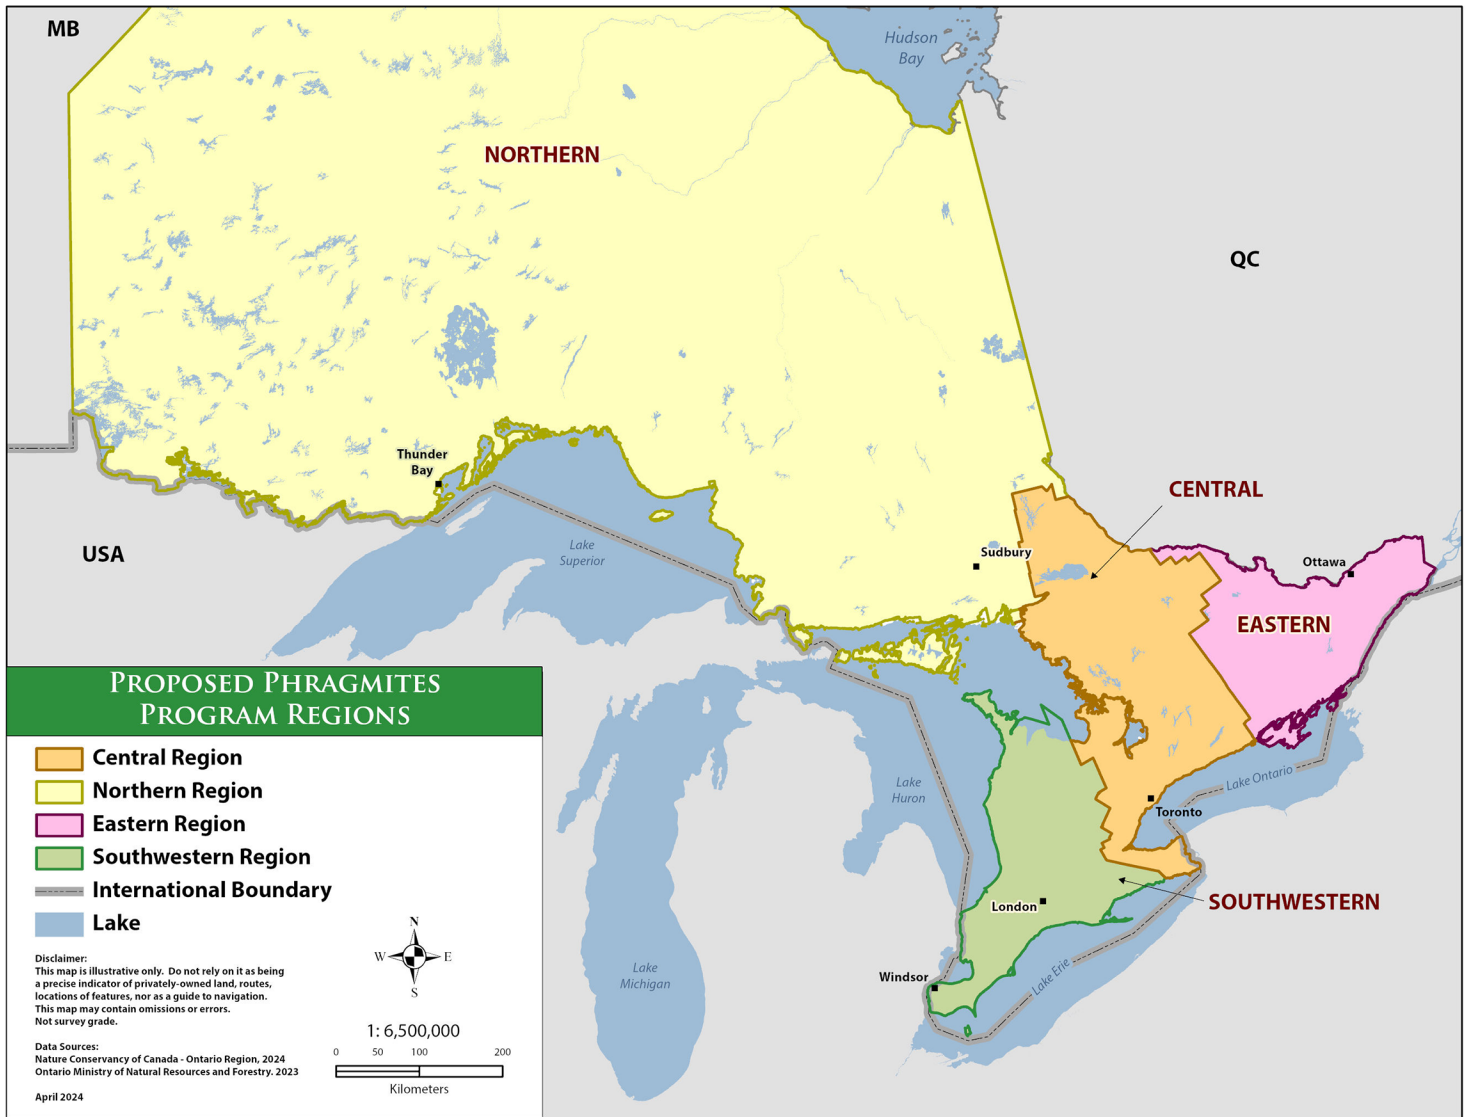 MB
Hudson
Bay
NORTHERN
QC
Thunder
Bay
CENTRAL
USA
Lake
Superior
Sudbury
Ottawa
EASTERN
PROPOSED PHRAGMITES
PROGRAM REGIONS
Central Region
Northern Region
Eastern Region
Southwestern Region
International Boundary
Lake
Lake
Huron
Lake Ontario
Toronto
SOUTHWESTERN
London
Lake
Michigan
Windsor
Lake Erie
N
W
E
S
Disclaimer:
This map is illustrative only. Do not rely on it as being
a precise indicator of privately-owned land, routes,
locations of features, nor as a guide to navigation.
This map may contain omissions or errors.
Not survey grade.
1: 6,500,000
Data Sources:
Nature Conservancy of Canada - Ontario Region, 2024
Ontario Ministry of Natural Resources and Forestry. 2023
0 50 100 200
Kilometers
April 2024